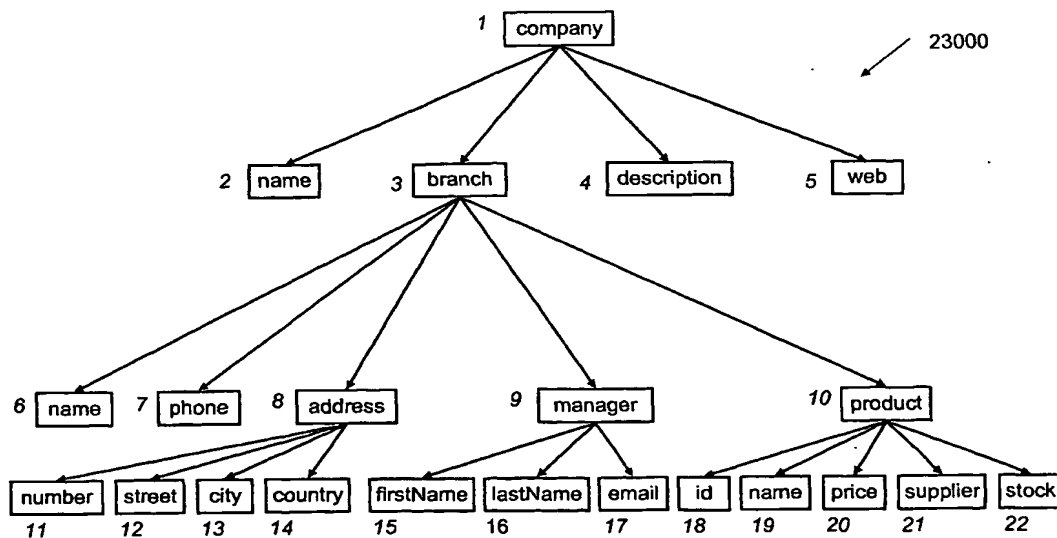 1 company
23000
2 name 3 branch 4 description 5 web
6 name 7 phone 8 address 9 manager 10 product
number street city country firstName lastName email id name price supplier stock
11 12 13 14 15 16 17 18 19 20 21 22